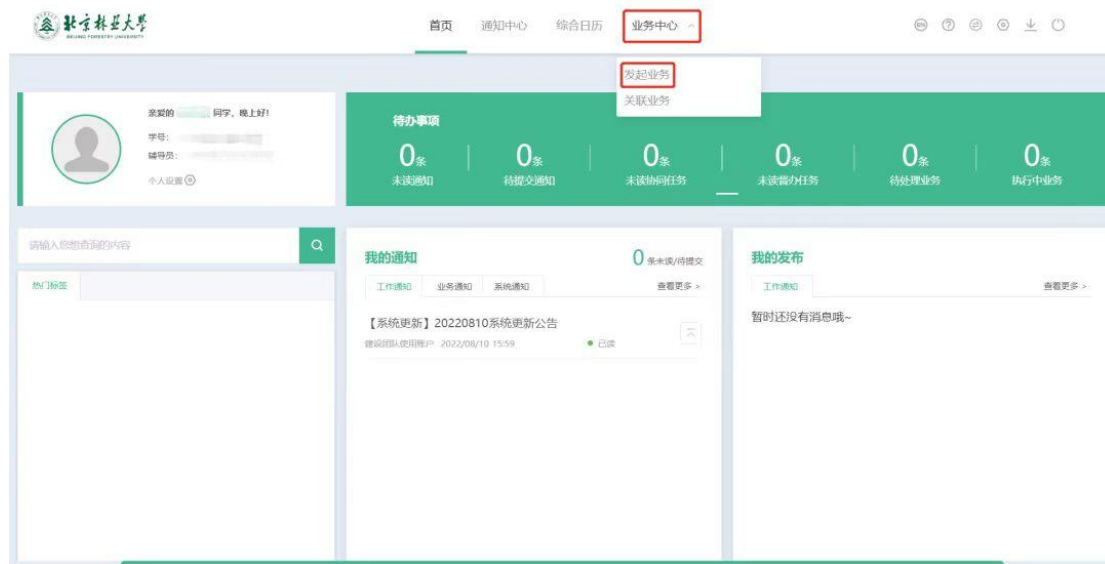 北京林业大学
BEIJING FORESTRY UNIVERSITY
首页 通知中心 综合日历 业务中心
EN
发起业务
关联业务
亲爱的 同学，晚上好!
学号:
辅导员:
个人设置
待办事项
0条 0条 0条 0条 0条 0条
未读通知 待提交通知 未读协同任务 未读督办任务 待处理业务 执行中业务
请输入您想查询的内容
热门标签
我的通知 0 条未读/待提交
工作通知 业务通知 系统通知 查看更多 >
【系统更新】20220810系统更新公告
建设团队使用账户 2022/08/10 15:59 已读
我的发布
工作通知 查看更多 >
暂时还没有消息哦~